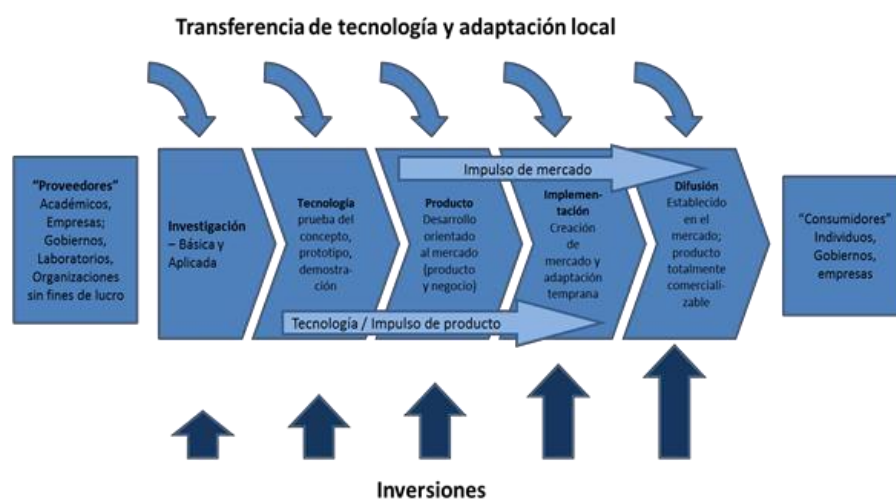 Transferencia de tecnología y adaptación local
"Proveedores"
Académicos,
Empresas;
Gobiernos,
Laboratorios,
Organizaciones
sin fines de lucro
Investigación
– Básica y
Aplicada
Tecnología
prueba del
concepto,
prototipo,
demostra-
ción
Producto
Desarrollo
orientado
al mercado
(producto
y negocio)
Implemen-
tación
Creación
de
mercado y
adaptación
temprana
Difusión
Establecido
en el
mercado;
producto
totalmente
comerciali-
zable
"Consumidores"
Individuos,
Gobiernos,
empresas
Impulso de mercado
Tecnología / Impulso de producto
Inversiones